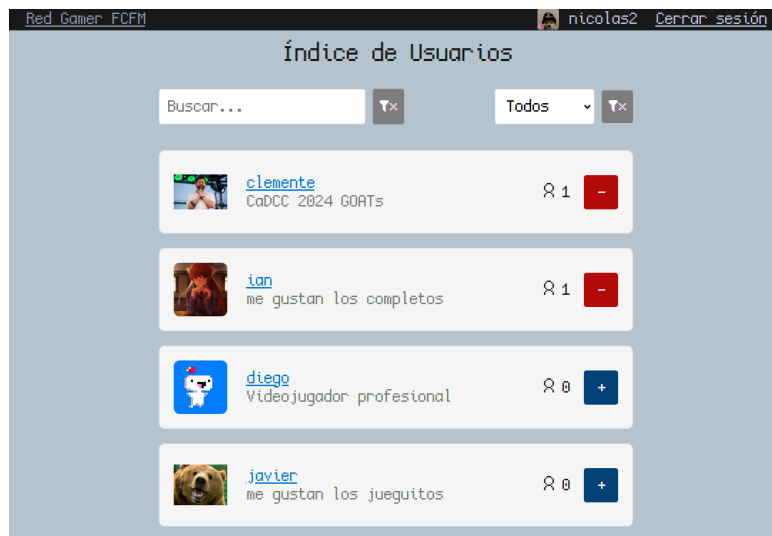 Red Gamer FCFM
nicolas2 Cerrar sesión
Índice de Usuarios
Buscar...
Todos
clemente
CaDCC 2024 GOATs
1 -
ian
me gustan los completos
1 -
diego
Videojugador profesional
0 +
javier
me gustan los jueguitos
0 +